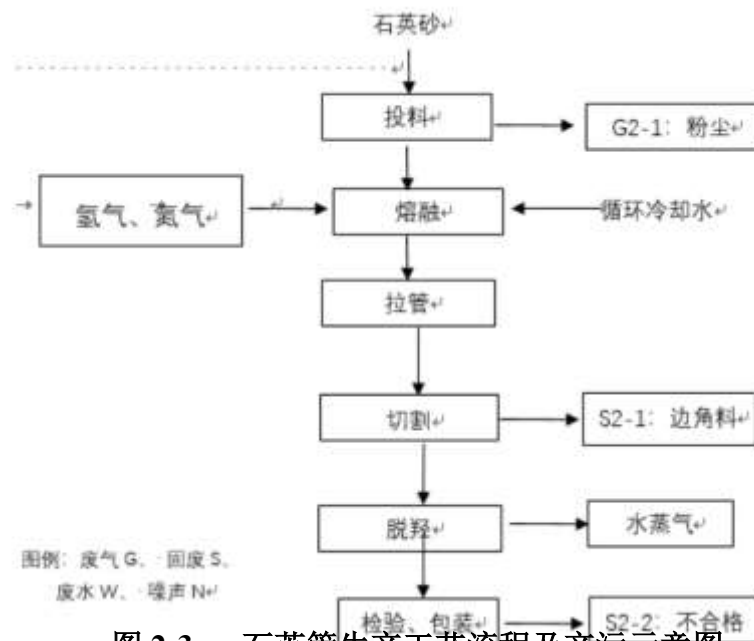 石英砂
投料
G2-1：粉尘
氢气、氮气
熔融
循环冷却水
拉管
切割
S2-1：边角料
脱羟
水蒸气
图例：废气 G、固废 S、
废水 W、噪声 N
检验、包装
S2-2：不合格
图 2-3 石英管生产工艺流程及产污示意图